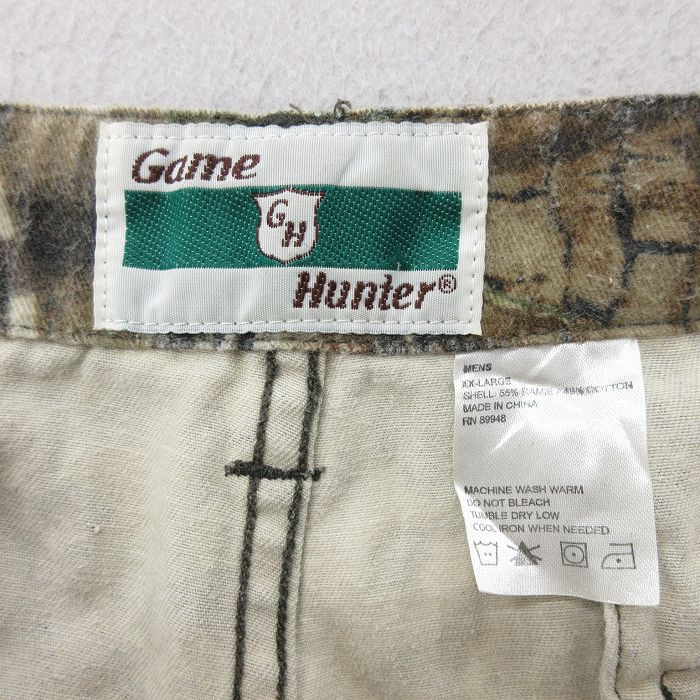 Game
GH
Hunter®
MENS
XX-LARGE
SHELL: 55% RAMIE / 45% COTTON
MADE IN CHINA
RN 89948
MACHINE WASH WARM
DO NOT BLEACH
TUMBLE DRY LOW
COOL IRON WHEN NEEDED